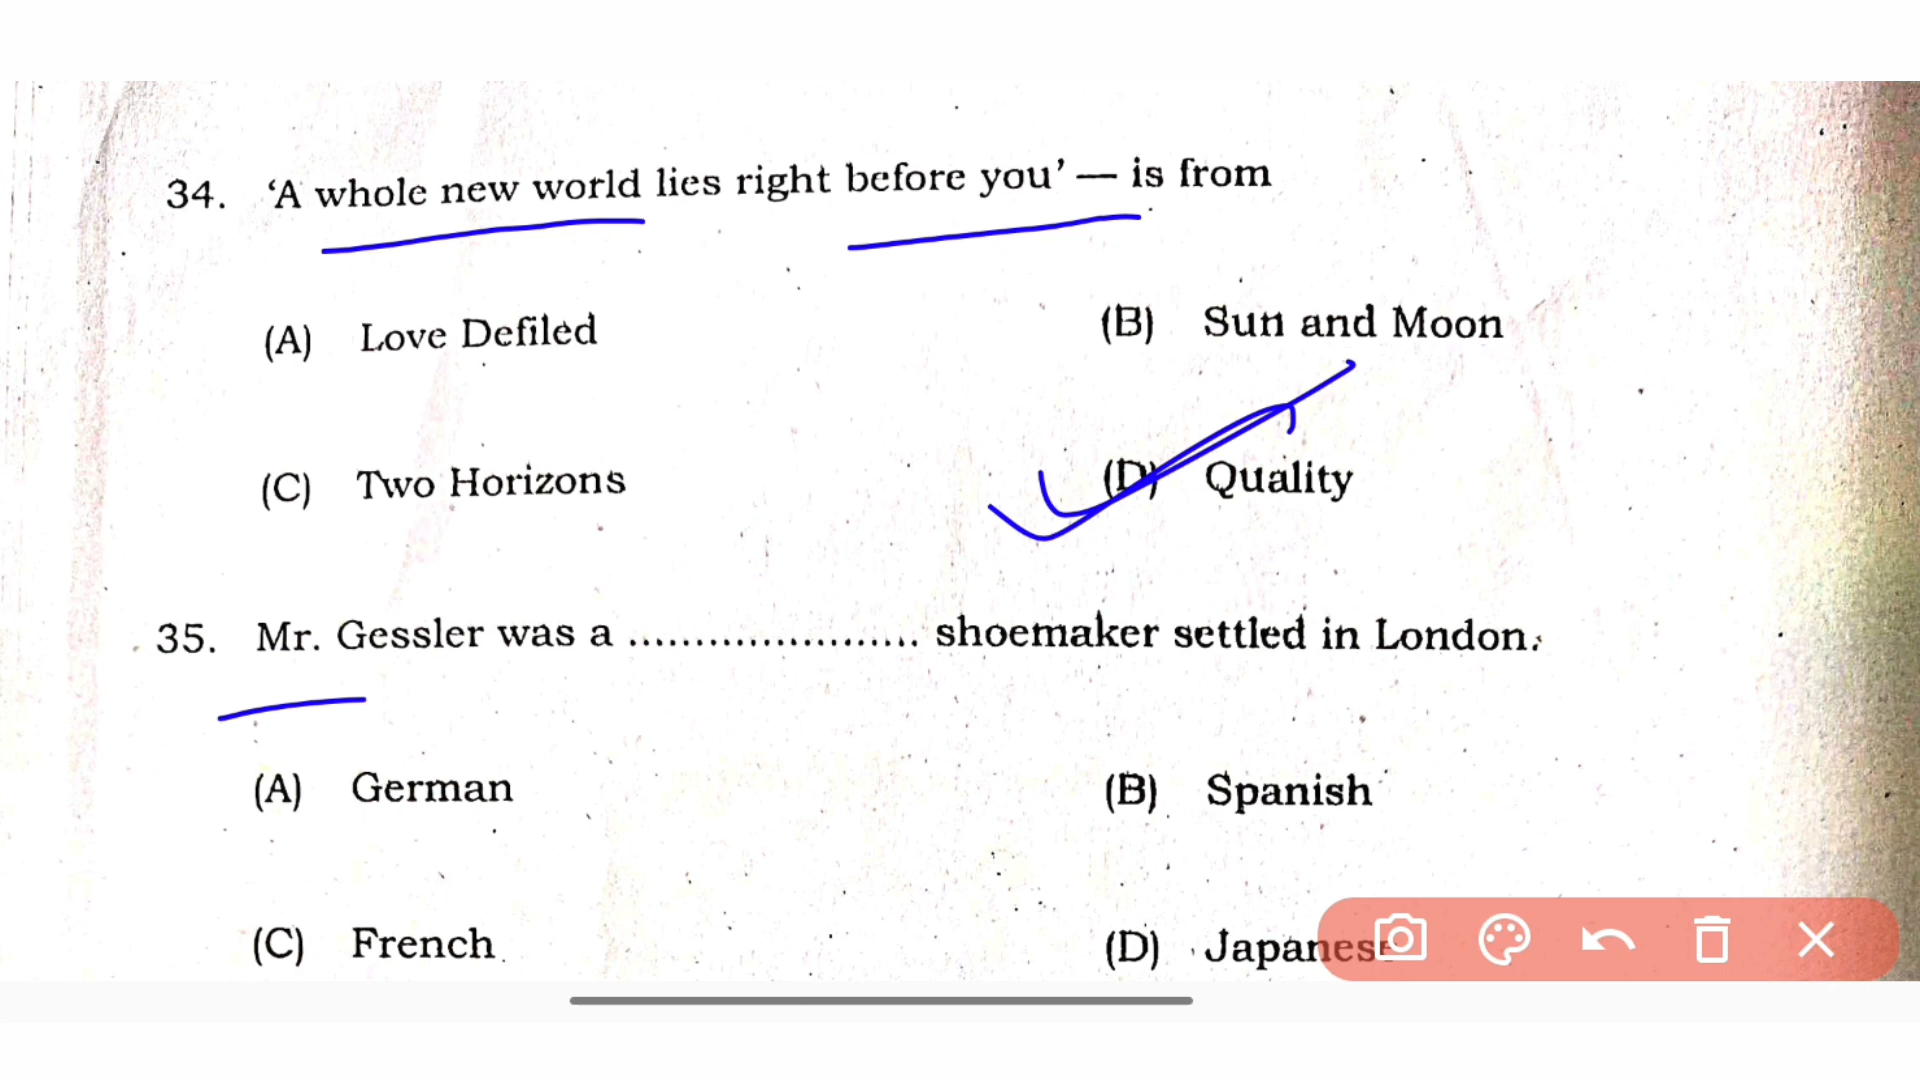 34. ‘A whole new world lies right before you’ — is from
(A) Love Defiled
(B) Sun and Moon
(C) Two Horizons
(D) Quality
35. Mr. Gessler was a ...................... shoemaker settled in London.
(A) German
(B) Spanish
(C) French
(D) Japanese